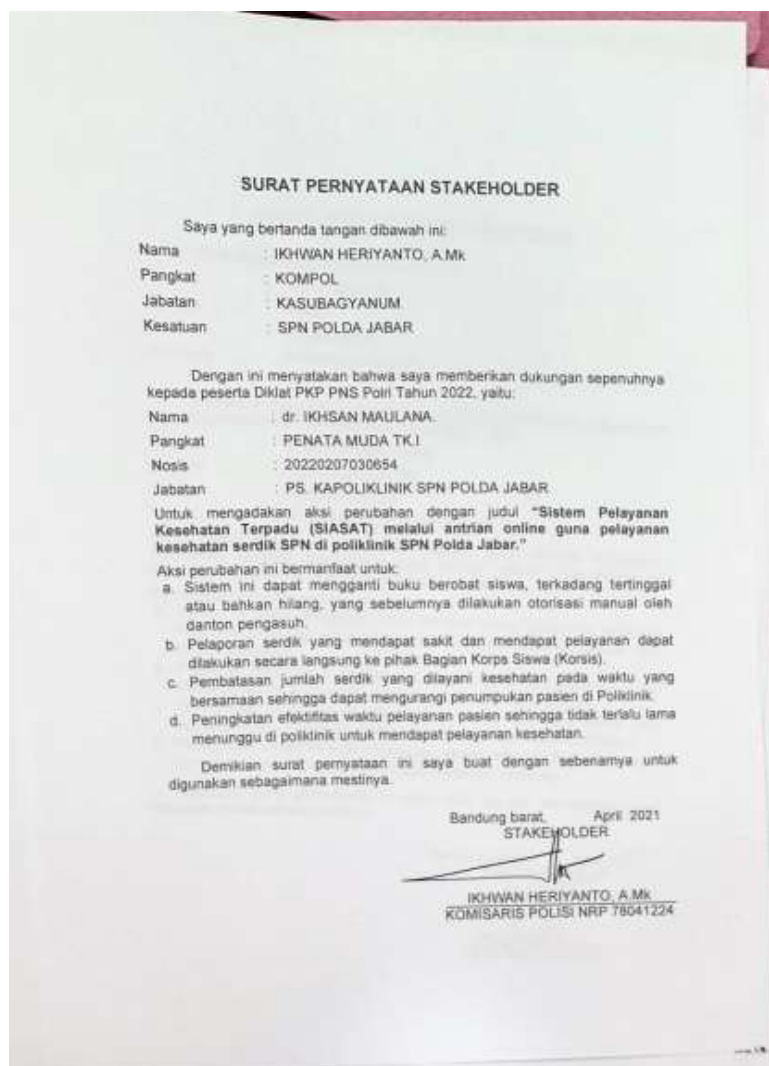 SURAT PERNYATAAN STAKEHOLDER
Saya yang bertanda tangan dibawah ini:
Nama : IKHWAN HERIYANTO, A.Mk
Pangkat : KOMPOL
Jabatan : KASUBAGYANUM
Kesatuan : SPN POLDA JABAR
Dengan ini menyatakan bahwa saya memberikan dukungan sepenuhnya
kepada peserta Diklat PKP PNS Polri Tahun 2022, yaitu:
Nama : dr. IKHSAN MAULANA.
Pangkat : PENATA MUDA TK.I
Nosis : 20220207030654
Jabatan : PS. KAPOLIKLINIK SPN POLDA JABAR
Untuk mengadakan aksi perubahan dengan judul "Sistem Pelayanan
Kesehatan Terpadu (SIASAT) melalui antrian online guna pelayanan
kesehatan serdik SPN di poliklinik SPN Polda Jabar."
Aksi perubahan ini bermanfaat untuk:
a. Sistem ini dapat mengganti buku berobat siswa, terkadang tertinggal
atau bahkan hilang, yang sebelumnya dilakukan otorisasi manual oleh
danton pengasuh.
b. Pelaporan serdik yang mendapat sakit dan mendapat pelayanan dapat
dilakukan secara langsung ke pihak Bagian Korps Siswa (Korsis).
c. Pembatasan jumlah serdik yang dilayani kesehatan pada waktu yang
bersamaan sehingga dapat mengurangi penumpukan pasien di Poliklinik.
d. Peningkatan efektifitas waktu pelayanan pasien sehingga tidak terlalu lama
menunggu di poliklinik untuk mendapat pelayanan kesehatan.
Demikian surat pernyataan ini saya buat dengan sebenarnya untuk
digunakan sebagaimana mestinya.
Bandung barat, April 2021
STAKEHOLDER
IKHWAN HERIYANTO, A.Mk
KOMISARIS POLISI NRP 78041224